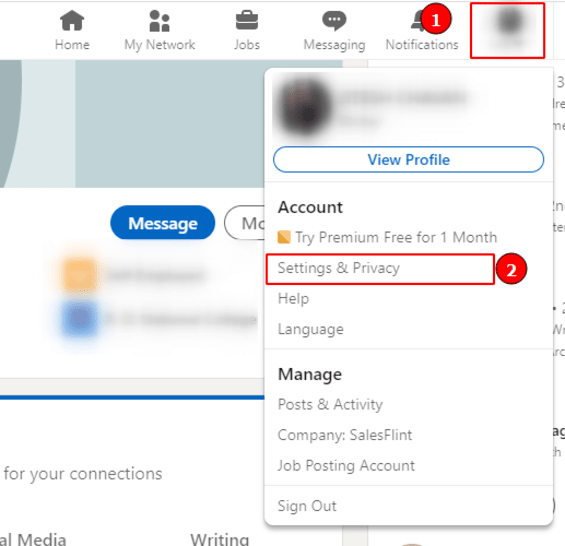 1
Home
My Network
Jobs
Messaging
Notifications
View Profile
Message
Mo
Account
Try Premium Free for 1 Month
Settings & Privacy
2
Help
Language
Manage
Posts & Activity
Company: SalesFlint
Job Posting Account
Sign Out
for your connections
al Media
Writing